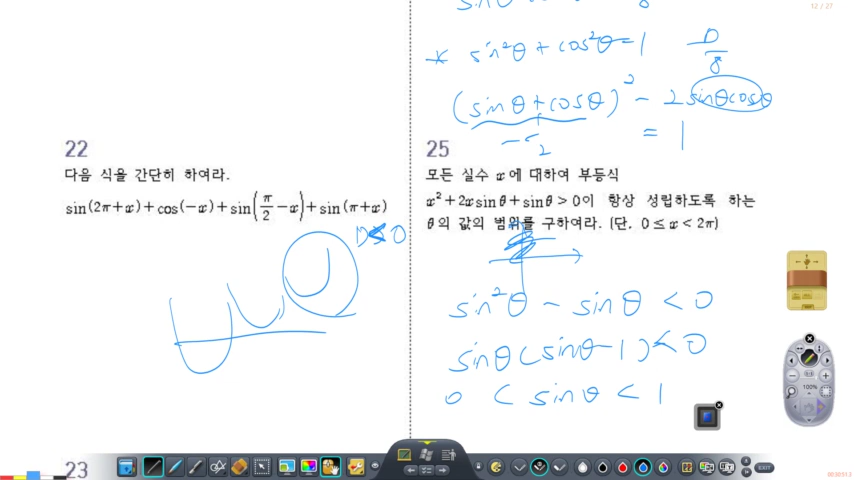 12 / 27
sinθcosθ
* sin²θ + cos²θ = 1
D
(sinθ + cosθ)² - 2sinθcosθ
= 1
22
다음 식을 간단히 하여라.
sin(2π+x)+cos(-x)+sin(π/2-x)+sin(π+x)
D<0
25
모든 실수 x에 대하여 부등식
x²+2xsinθ+sinθ>0이 항상 성립하도록 하는
θ의 값의 범위를 구하여라. (단, 0≤x<2π)
sin²θ - sinθ < 0
sinθ(sinθ-1) < 0
0 < sinθ < 1
23
100%
EXIT